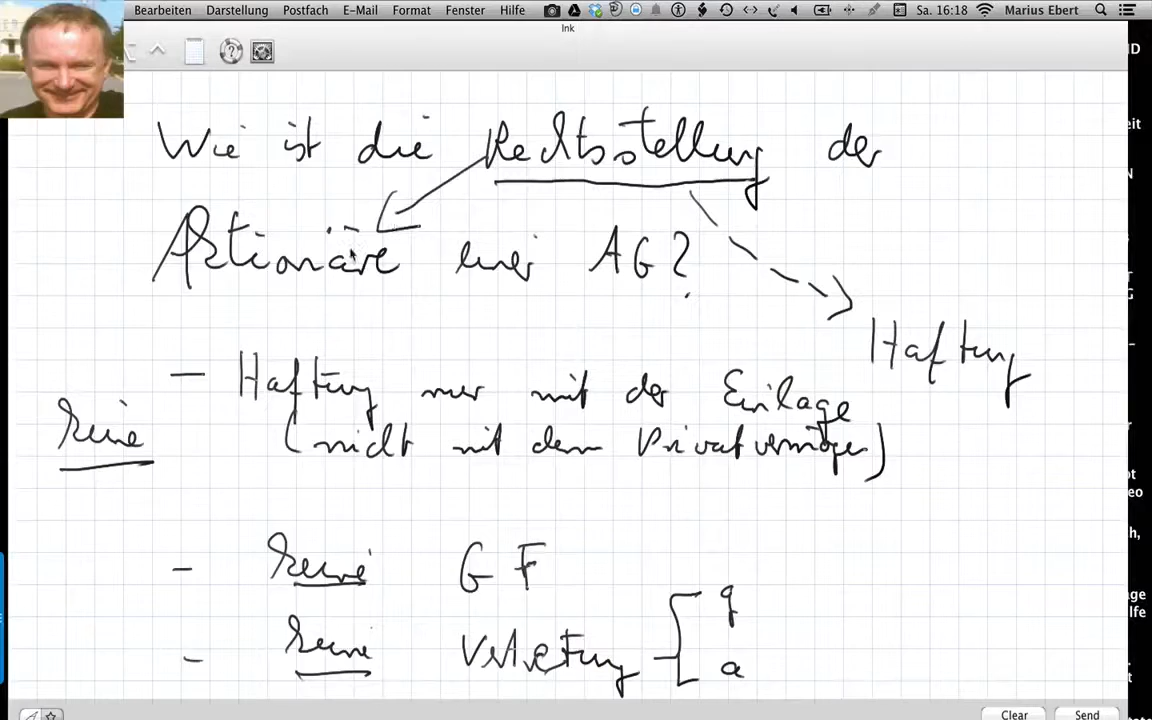 Bearbeiten Darstellung Postfach E-Mail Format Fenster Hilfe Sa. 16:18 Marius Ebert
Ink
Wie ist die Rechtsstellung der
Aktionäre einer AG?
Haftung
- Haftung nur mit der Einlage
keine (nicht mit dem Privatvermögen)
- keine GF
- keine Vertretung g
a
Clear Send